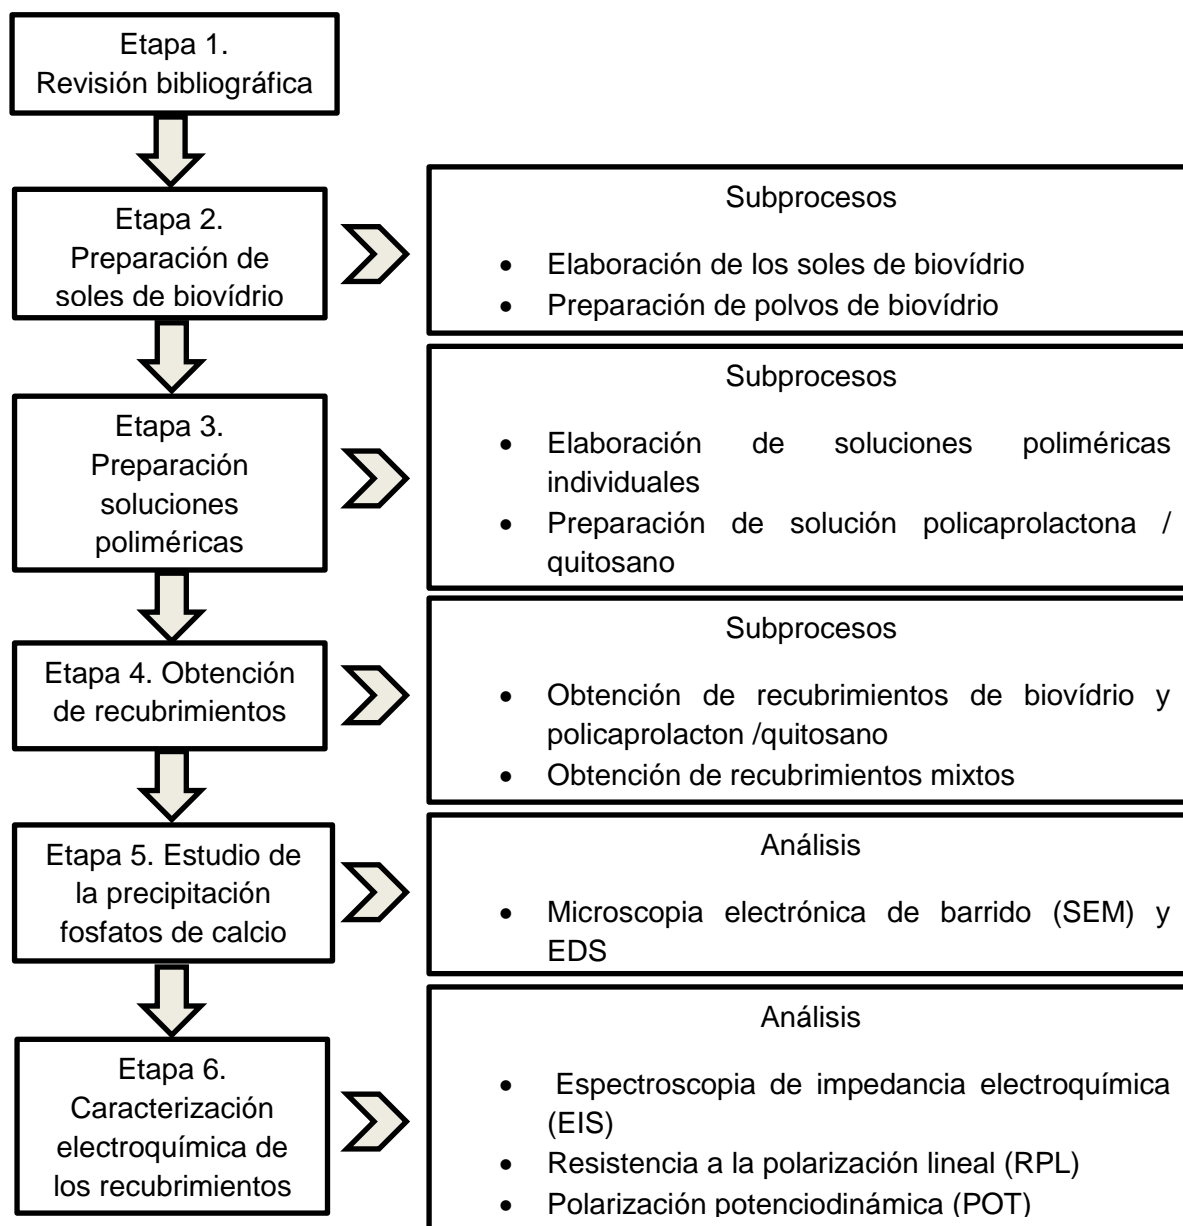 Etapa 1.
Revisión bibliográfica
Etapa 2.
Preparación de
soles de biovídrio
Subprocesos
• Elaboración de los soles de biovídrio
• Preparación de polvos de biovídrio
Etapa 3.
Preparación
soluciones
poliméricas
Subprocesos
• Elaboración de soluciones poliméricas
individuales
• Preparación de solución policaprolactona /
quitosano
Etapa 4. Obtención
de recubrimientos
Subprocesos
• Obtención de recubrimientos de biovídrio y
policaprolacton /quitosano
• Obtención de recubrimientos mixtos
Etapa 5. Estudio de
la precipitación
fosfatos de calcio
Análisis
• Microscopia electrónica de barrido (SEM) y
EDS
Etapa 6.
Caracterización
electroquímica de
los recubrimientos
Análisis
• Espectroscopia de impedancia electroquímica
(EIS)
• Resistencia a la polarización lineal (RPL)
• Polarización potenciodinámica (POT)